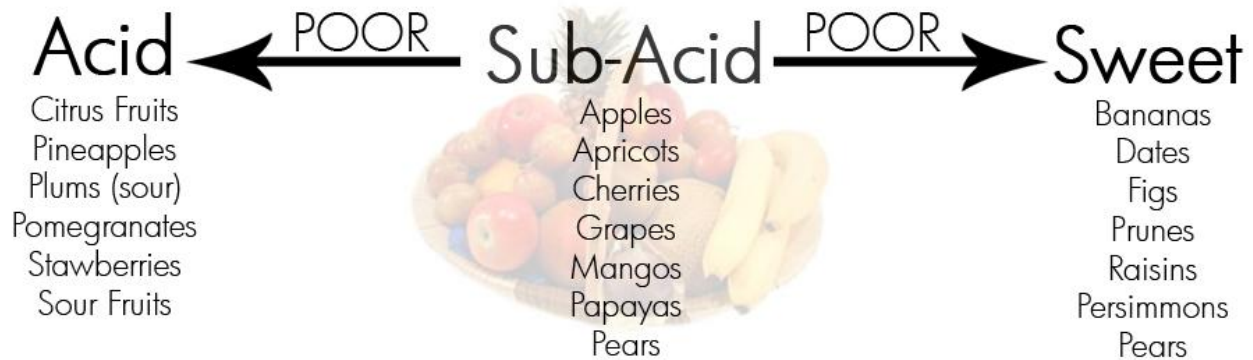 Acid POOR Sub-Acid POOR Sweet
Citrus Fruits
Pineapples
Plums (sour)
Pomegranates
Stawberries
Sour Fruits
Apples
Apricots
Cherries
Grapes
Mangos
Papayas
Pears
Bananas
Dates
Figs
Prunes
Raisins
Persimmons
Pears